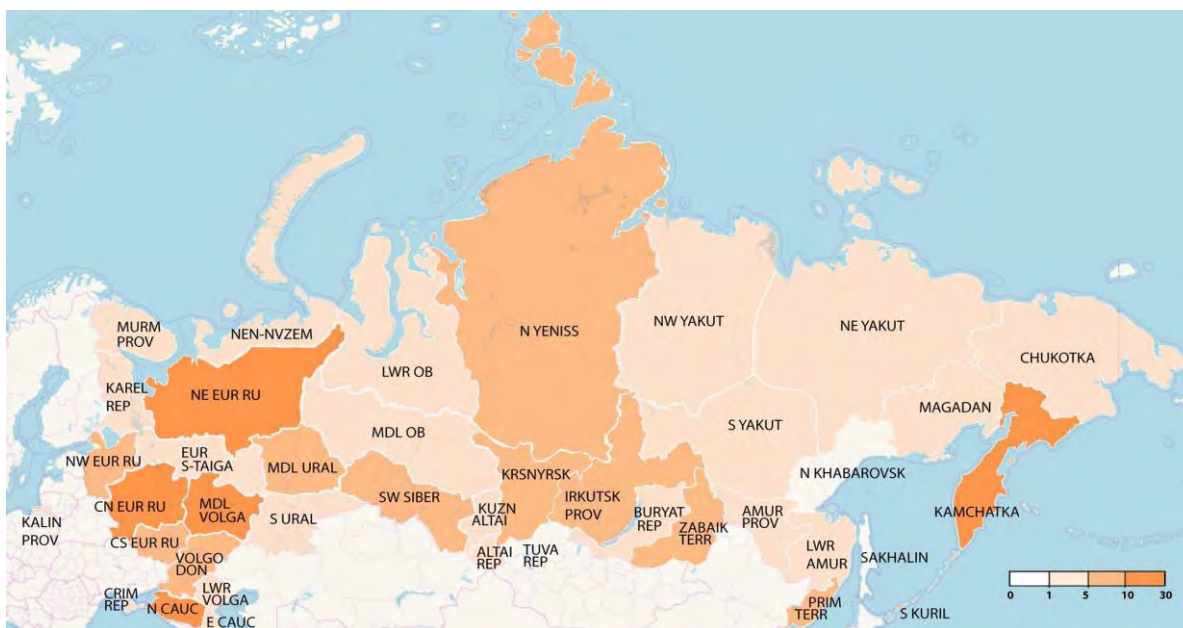 MURM
PROV
NEN-NVZEM
N YENISS
NW YAKUT
NE YAKUT
CHUKOTKA
KAREL
REP
NE EUR RU
LWR OB
MAGADAN
S YAKUT
MDL OB
NW EUR RU
EUR
S-TAIGA
MDL URAL
KRSNYRSK
N KHABAROVSK
SW SIBER
CN EUR RU
MDL
VOLGA
KUZN
ALTAI
IRKUTSK
PROV
BURYAT
REP
ZABAIK
TERR
AMUR
PROV
KAMCHATKA
KALIN
PROV
S URAL
CS EUR RU
VOLGO
DON
ALTAI
REP
TUVA
REP
LWR
AMUR
SAKHALIN
CRIM
REP
LWR
VOLGA
N CAUC
E CAUC
PRIM
TERR
S KURIL
0 1 5 10 30